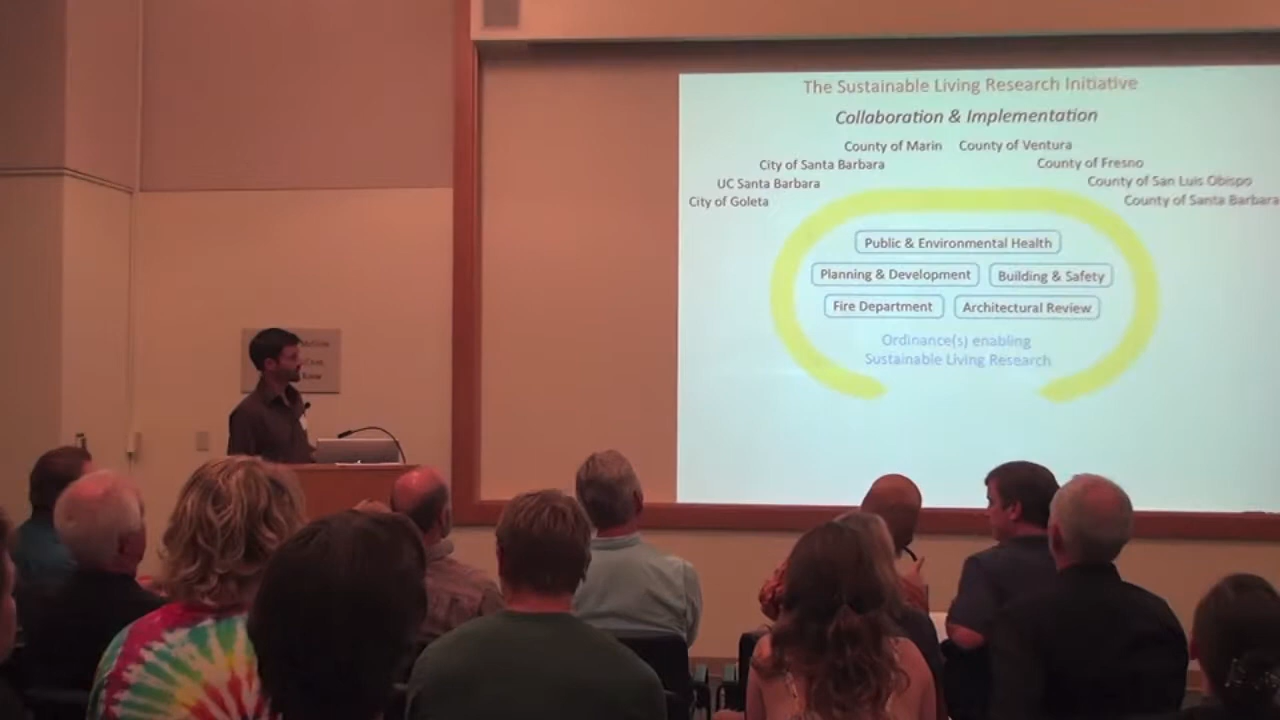 The Sustainable Living Research Initiative
Collaboration & Implementation
County of Marin County of Ventura
City of Santa Barbara County of Fresno
UC Santa Barbara County of San Luis Obispo
City of Goleta County of Santa Barbara
Public & Environmental Health
Planning & Development Building & Safety
Fire Department Architectural Review
Ordinance(s) enabling
Sustainable Living Research